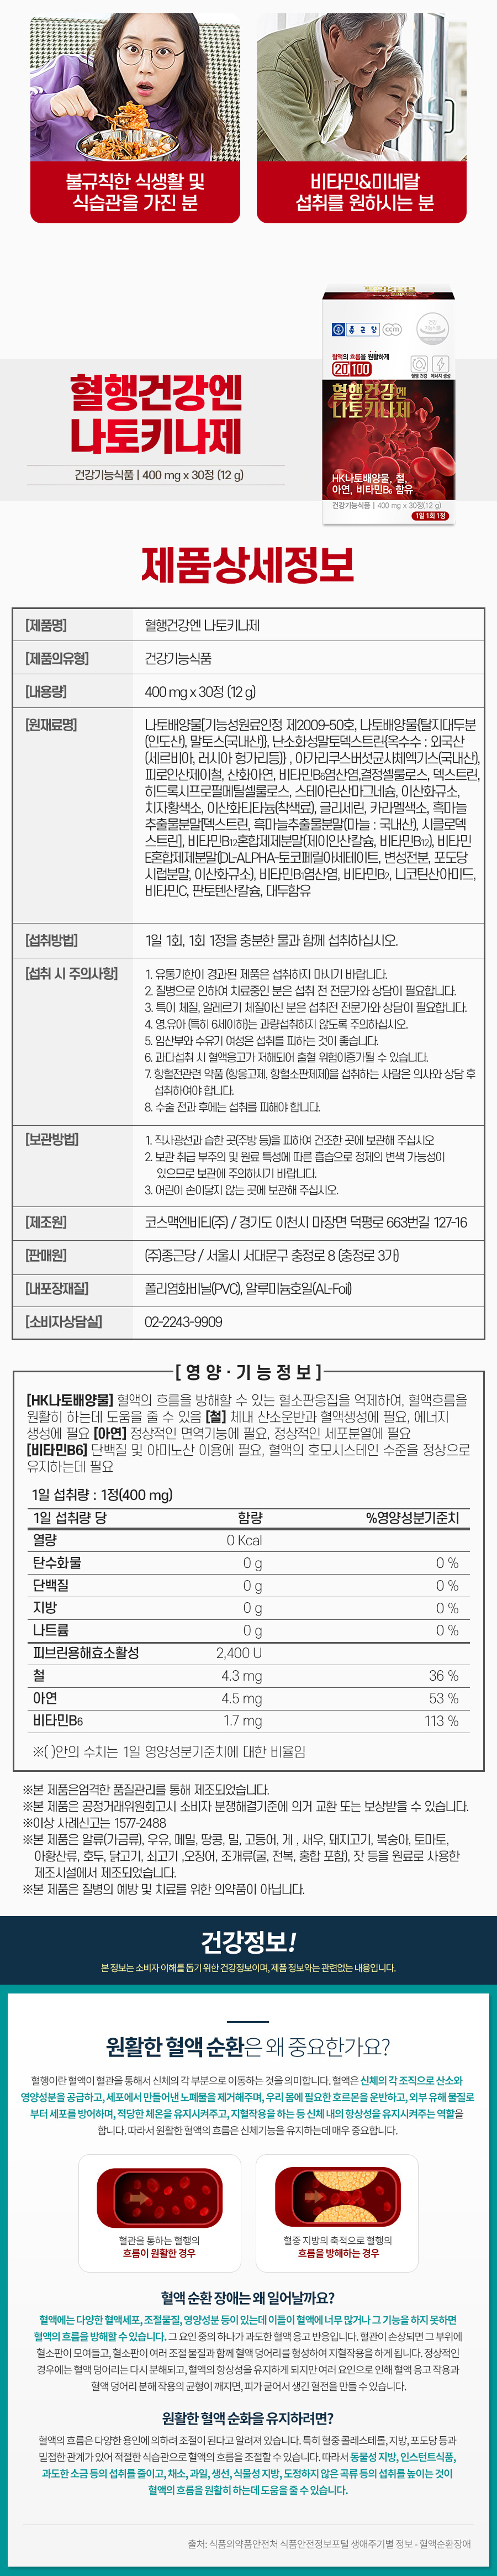 불규칙한 식생활 및
식습관을 가진 분
비타민&미네랄
섭취를 원하시는 분
혈행건강엔
나토키나제
건강기능식품 | 400 mg x 30정 (12 g)
종근당
혈액의 흐름을 원활하게
20 100
혈행 건강 에너지 생성
혈행건강엔
나토키나제
HK나토배양물, 철,
아연, 비타민B₆ 함유
건강기능식품 | 400 mg x 30정(12 g)
1일 1회 1정
제품상세정보
[제품명] 혈행건강엔 나토키나제
[제품의유형] 건강기능식품
[내용량] 400 mg x 30정 (12 g)
[원재료명] 나토배양물[기능성원료인정 제2009-50호, 나토배양물{탈지대두분
(인도산), 말토스(국내산)}, 난소화성말토덱스트린{옥수수 : 외국산
(세르비아, 러시아, 헝가리등)} , 아가리쿠스버섯균사체엑기스(국내산),
피로인산제이철, 산화아연, 비타민B₆염산염,결정셀룰로스, 덱스트린,
히드록시프로필메틸셀룰로스, 스테아린산마그네슘, 이산화규소,
치자황색소, 이산화티타늄(착색료), 글리세린, 카라멜색소, 흑마늘
추출물분말[덱스트린, 흑마늘추출물분말(마늘 : 국내산), 시클로덱
스트린], 비타민B₁₂혼합제제분말(제이인산칼슘, 비타민B₁₂), 비타민
E혼합제제분말(DL-ALPHA-토코페릴아세테이트, 변성전분, 포도당
시럽분말, 이산화규소), 비타민B₁염산염, 비타민B₂, 니코틴산아미드,
비타민C, 판토텐산칼슘, 대두함유
[섭취방법] 1일 1회, 1회 1정을 충분한 물과 함께 섭취하십시오.
[섭취 시 주의사항] 1. 유통기한이 경과된 제품은 섭취하지 마시기 바랍니다.
2. 질병으로 인하여 치료중인 분은 섭취 전 전문가와 상담이 필요합니다.
3. 특이 체질, 알레르기 체질이신 분은 섭취전 전문가와 상담이 필요합니다.
4. 영.유아 (특히 6세이하)는 과량섭취하지 않도록 주의하십시오.
5. 임산부와 수유기 여성은 섭취를 피하는 것이 좋습니다.
6. 과다섭취 시 혈액응고가 저해되어 출혈 위험이증가될 수 있습니다.
7. 항혈전관련 약품 (항응고제, 항혈소판제제)을 섭취하는 사람은 의사와 상담 후
섭취하여야 합니다.
8. 수술 전과 후에는 섭취를 피해야 합니다.
[보관방법] 1. 직사광선과 습한 곳(주방 등)을 피하여 건조한 곳에 보관해 주십시오
2. 보관 취급 부주의 및 원료 특성에 따른 흡습으로 정제의 변색 가능성이
있으므로 보관에 주의하시기 바랍니다.
3. 어린이 손이닿지 않는 곳에 보관해 주십시오.
[제조원] 코스맥엔비티(주) / 경기도 이천시 마장면 덕평로 663번길 127-16
[판매원] (주)종근당 / 서울시 서대문구 충정로 8 (충정로 3가)
[내포장재질] 폴리염화비닐(PVC), 알루미늄호일(AL-Foil)
[소비자상담실] 02-2243-9909
[ 영 양 · 기 능 정 보 ]
[HK나토배양물] 혈액의 흐름을 방해할 수 있는 혈소판응집을 억제하여, 혈액흐름을
원활히 하는데 도움을 줄 수 있음 [철] 체내 산소운반과 혈액생성에 필요, 에너지
생성에 필요 [아연] 정상적인 면역기능에 필요, 정상적인 세포분열에 필요
[비타민B6] 단백질 및 아미노산 이용에 필요, 혈액의 호모시스테인 수준을 정상으로
유지하는데 필요
1일 섭취량 : 1정(400 mg)
1일 섭취량 당 함량 %영양성분기준치
열량 0 Kcal
탄수화물 0 g 0 %
단백질 0 g 0 %
지방 0 g 0 %
나트륨 0 g 0 %
피브린용해효소활성 2,400 U
철 4.3 mg 36 %
아연 4.5 mg 53 %
비타민B6 1.7 mg 113 %
※( )안의 수치는 1일 영양성분기준치에 대한 비율임
※본 제품은엄격한 품질관리를 통해 제조되었습니다.
※본 제품은 공정거래위원회고시 소비자 분쟁해결기준에 의거 교환 또는 보상받을 수 있습니다.
※이상 사례신고는 1577-2488
※본 제품은 알류(가금류), 우유, 메밀, 땅콩, 밀, 고등어, 게 , 새우, 돼지고기, 복숭아, 토마토,
아황산류, 호두, 닭고기, 쇠고기 ,오징어, 조개류(굴, 전복, 홍합 포함), 잣 등을 원료로 사용한
제조시설에서 제조되었습니다.
※본 제품은 질병의 예방 및 치료를 위한 의약품이 아닙니다.
건강정보!
본 정보는 소비자 이해를 돕기 위한 건강정보이며, 제품 정보와는 관련없는 내용입니다.
원활한 혈액 순환은 왜 중요한가요?
혈행이란 혈액이 혈관을 통해서 신체의 각 부분으로 이동하는 것을 의미합니다. 혈액은 신체의 각 조직으로 산소와
영양성분을 공급하고, 세포에서 만들어낸 노폐물을 제거해주며, 우리 몸에 필요한 호르몬을 운반하고, 외부 유해 물질로
부터 세포를 방어하며, 적당한 체온을 유지시켜주고, 지혈작용을 하는 등 신체 내의 항상성을 유지시켜주는 역할을
합니다. 따라서 원활한 혈액의 흐름은 신체기능을 유지하는데 매우 중요합니다.
혈관을 통하는 혈행의
흐름이 원활한 경우
혈중 지방의 축적으로 혈행의
흐름을 방해하는 경우
혈액 순환 장애는 왜 일어날까요?
혈액에는 다양한 혈액세포, 조절물질, 영양성분 등이 있는데 이들이 혈액에 너무 많거나 그 기능을 하지 못하면
혈액의 흐름을 방해할 수 있습니다. 그 요인 중의 하나가 과도한 혈액 응고 반응입니다. 혈관이 손상되면 그 부위에
혈소판이 모여들고, 혈소판이 여러 조절 물질과 함께 혈액 덩어리를 형성하여 지혈작용을 하게 됩니다. 정상적인
경우에는 혈액 덩어리는 다시 분해되고, 혈액의 항상성을 유지하게 되지만 여러 요인으로 인해 혈액 응고 작용과
혈액 덩어리 분해 작용의 균형이 깨지면, 피가 굳어서 생긴 혈전을 만들 수 있습니다.
원활한 혈액 순환을 유지하려면?
혈액의 흐름은 다양한 용인에 의하려 조절이 된다고 알려져 있습니다. 특히 혈중 콜레스테롤, 지방, 포도당 등과
밀접한 관계가 있어 적절한 식습관으로 혈액의 흐름을 조절할 수 있습니다. 따라서 동물성 지방, 인스턴트식품,
과도한 소금 등의 섭취를 줄이고, 채소, 과일, 생선, 식물성 지방, 도정하지 않은 곡류 등의 섭취를 높이는 것이
혈액의 흐름을 원활히 하는데 도움을 줄 수 있습니다.
출처: 식품의약품안전처 식품안전정보포털 생애주기별 정보 - 혈액순환장애